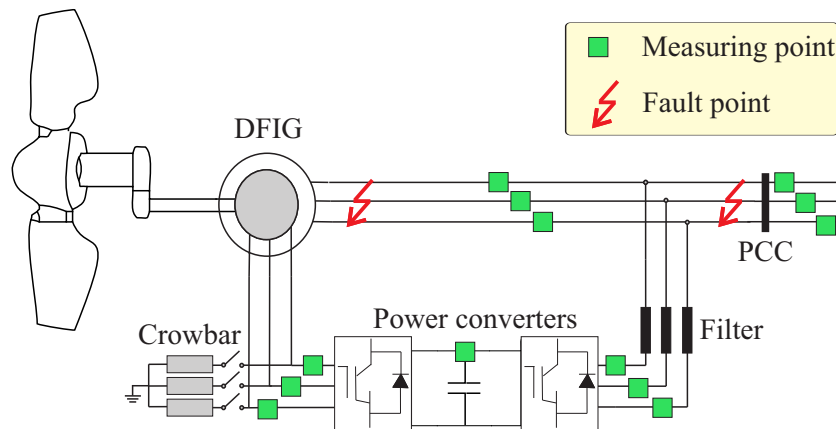 Measuring point
Fault point
DFIG
PCC
Crowbar
Power converters
Filter